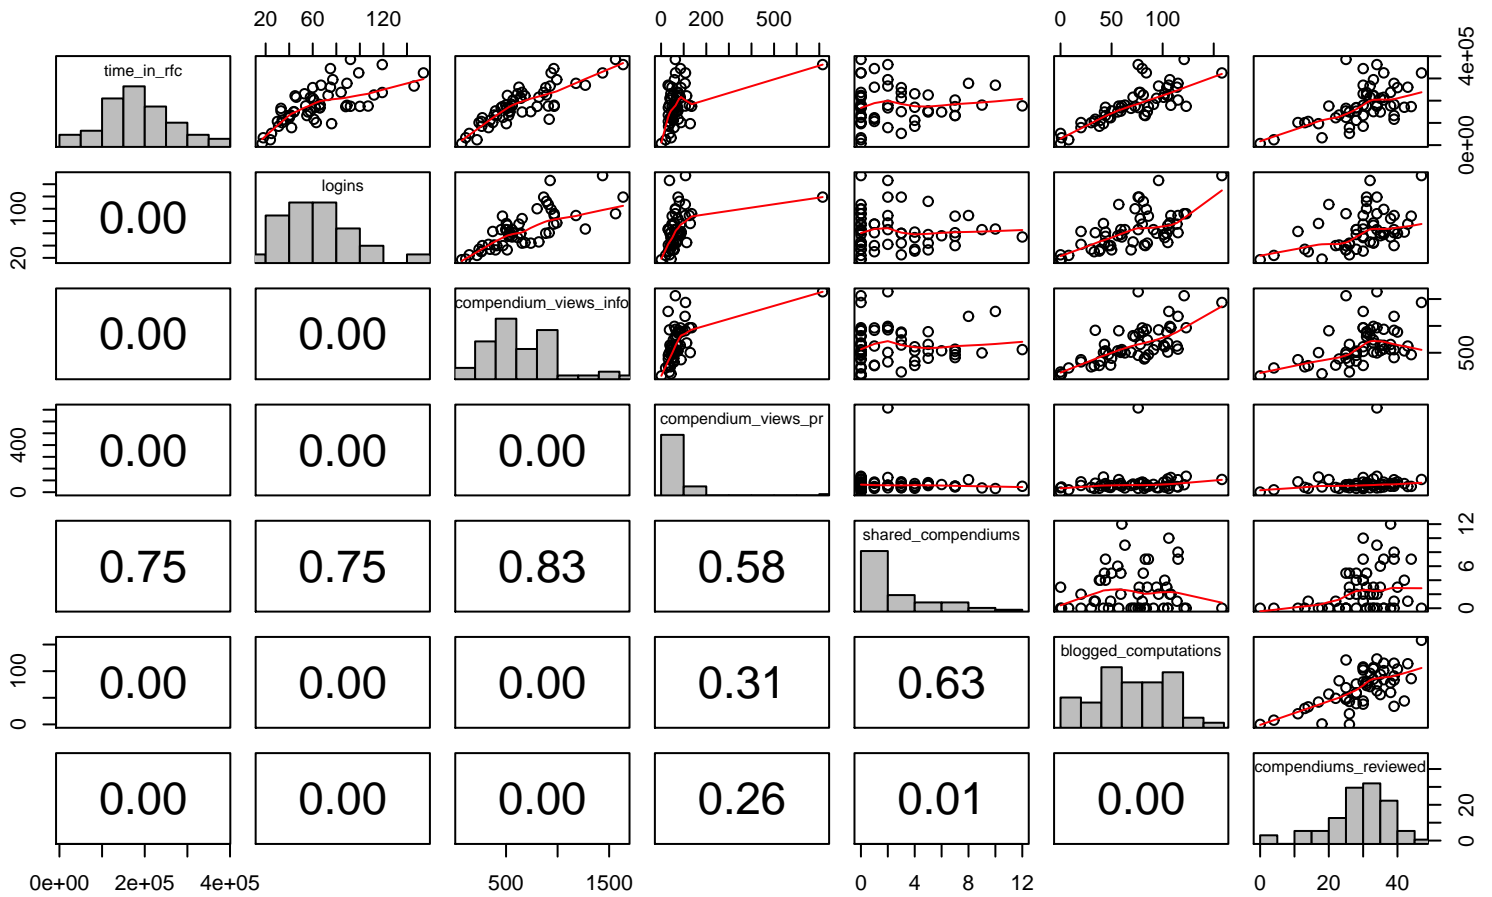 20 60 120 0 200 500 0 50 100
time_in_rfc 0e+00 4e+05
20 100 0.00 logins
0.00 0.00 compendium_views_info 500
0 400 0.00 0.00 0.00 compendium_views_pr
0.75 0.75 0.83 0.58 shared_compendiums 0 6 12
0 100 0.00 0.00 0.00 0.31 0.63 blogged_computations
0.00 0.00 0.00 0.26 0.01 0.00 compendiums_reviewed 0 20
0e+00 2e+05 4e+05 500 1500 0 4 8 12 0 20 40